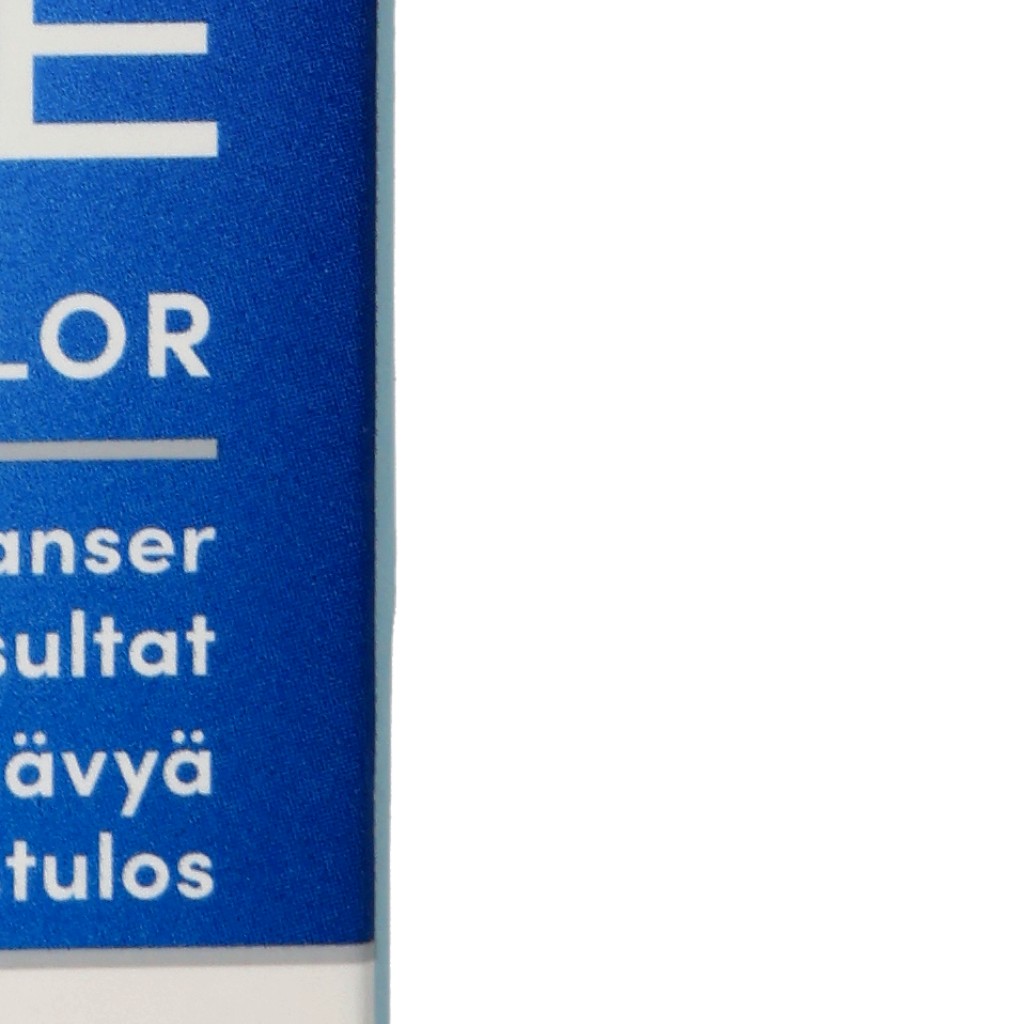 E
LOR
anser
sultat
ävyä
tulos